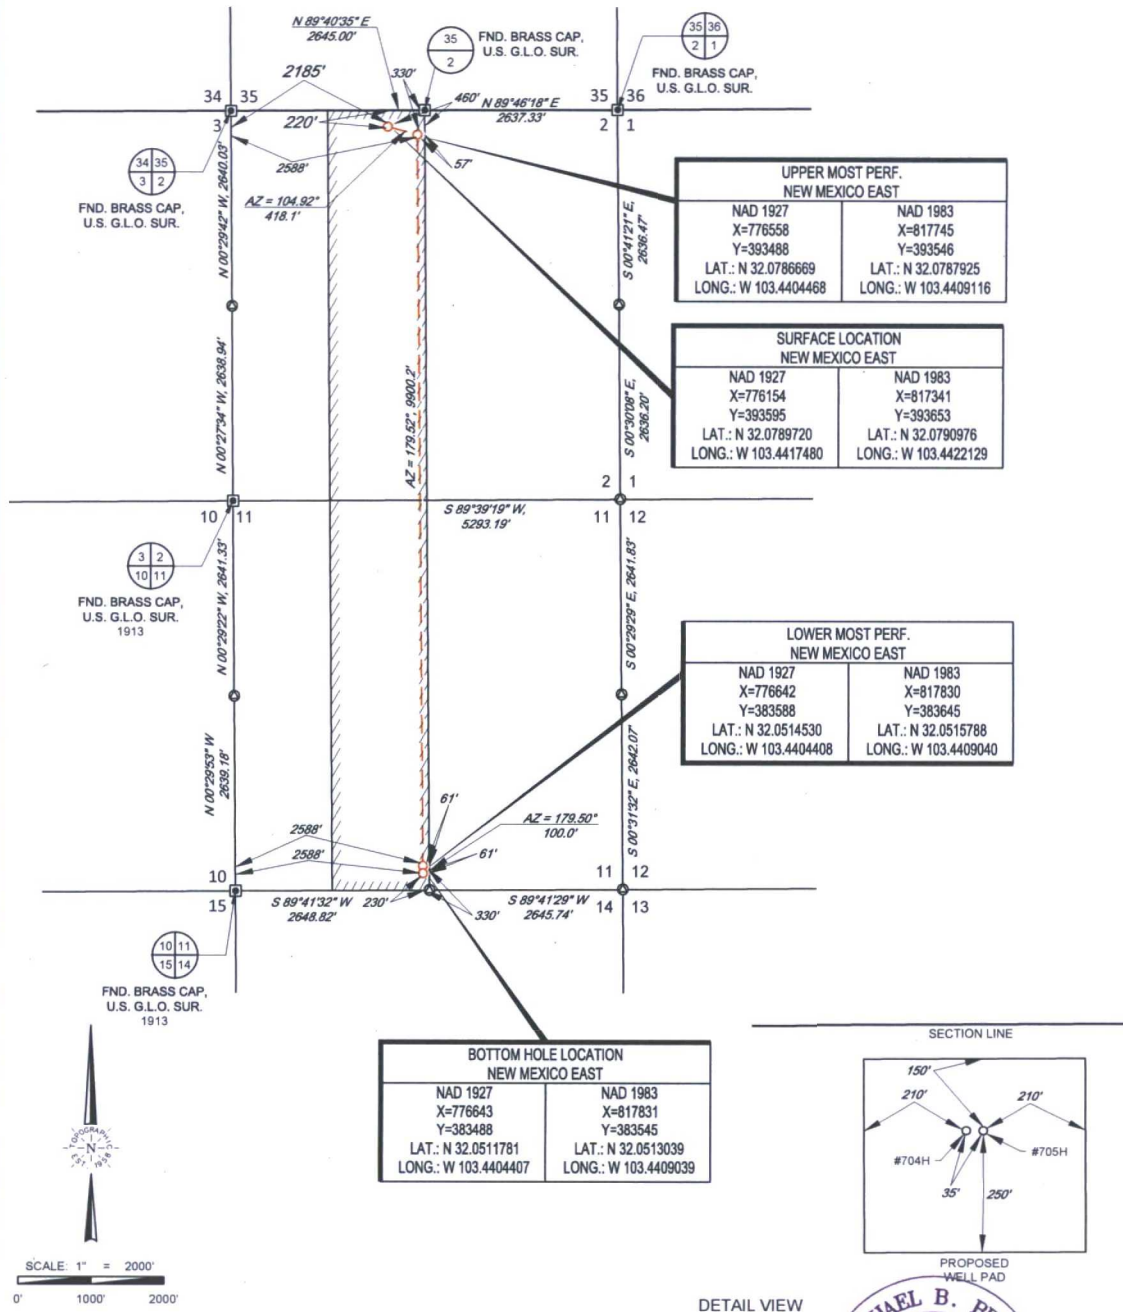 N 89°40'35" E
2645.00'
35
2
FND. BRASS CAP,
U.S. G.L.O. SUR.
35 36
2 1
FND. BRASS CAP,
U.S. G.L.O. SUR.
2185'
330'
34 35
3
460'
N 89°46'18" E
2637.33'
35 36
2 1
220'
34 35
3 2
FND. BRASS CAP,
U.S. G.L.O. SUR.
2588'
57'
AZ = 104.92°
418.1'
N 00°29'42" W, 2640.03'
S 00°41'21" E,
2636.47'
UPPER MOST PERF.
NEW MEXICO EAST
NAD 1927
X=776558
Y=393488
LAT.: N 32.0786669
LONG.: W 103.4404468
NAD 1983
X=817745
Y=393546
LAT.: N 32.0787925
LONG.: W 103.4409116
SURFACE LOCATION
NEW MEXICO EAST
NAD 1927
X=776154
Y=393595
LAT.: N 32.0789720
LONG.: W 103.4417480
NAD 1983
X=817341
Y=393653
LAT.: N 32.0790976
LONG.: W 103.4422129
N 00°27'34" W, 2638.94'
AZ = 179.52°, 9900.2'
S 00°30'08" E,
2636.20'
2 1
10 11
S 89°39'19" W,
5293.19'
11 12
3 2
10 11
FND. BRASS CAP,
U.S. G.L.O. SUR.
1913
N 00°29'22" W, 2641.33'
S 00°29'29" E, 2641.83'
LOWER MOST PERF.
NEW MEXICO EAST
NAD 1927
X=776642
Y=383588
LAT.: N 32.0514530
LONG.: W 103.4404408
NAD 1983
X=817830
Y=383645
LAT.: N 32.0515788
LONG.: W 103.4409040
N 00°29'53" W
2639.18'
S 00°31'32" E, 2642.07'
61'
AZ = 179.50°
100.0'
2588'
2588'
61'
10
15
11 12
14 13
S 89°41'32" W
2648.82'
230'
330'
S 89°41'29" W
2645.74'
10 11
15 14
FND. BRASS CAP,
U.S. G.L.O. SUR.
1913
BOTTOM HOLE LOCATION
NEW MEXICO EAST
NAD 1927
X=776643
Y=383488
LAT.: N 32.0511781
LONG.: W 103.4404407
NAD 1983
X=817831
Y=383545
LAT.: N 32.0513039
LONG.: W 103.4409039
SECTION LINE
150'
210'
210'
#704H
#705H
35'
250'
PROPOSED
WELL PAD
TOPOGRAPHIC
N
EST. 1958
SCALE: 1" = 2000'
0' 1000' 2000'
DETAIL VIEW
MICHAEL B.